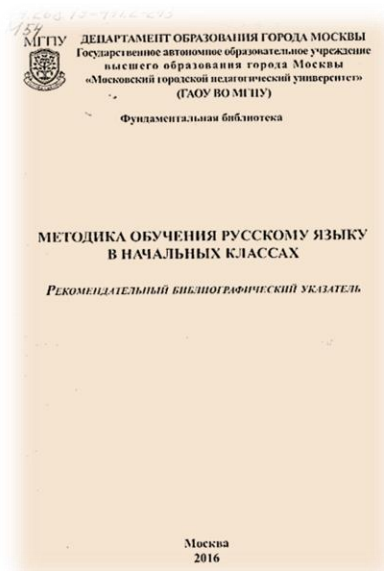 154
МГПУ
ДЕПАРТАМЕНТ ОБРАЗОВАНИЯ ГОРОДА МОСКВЫ
Государственное автономное образовательное учреждение
высшего образования города Москвы
«Московский городской педагогический университет»
(ГАОУ ВО МГПУ)
Фундаментальная библиотека
МЕТОДИКА ОБУЧЕНИЯ РУССКОМУ ЯЗЫКУ
В НАЧАЛЬНЫХ КЛАССАХ
РЕКОМЕНДАТЕЛЬНЫЙ БИБЛИОГРАФИЧЕСКИЙ УКАЗАТЕЛЬ
Москва
2016